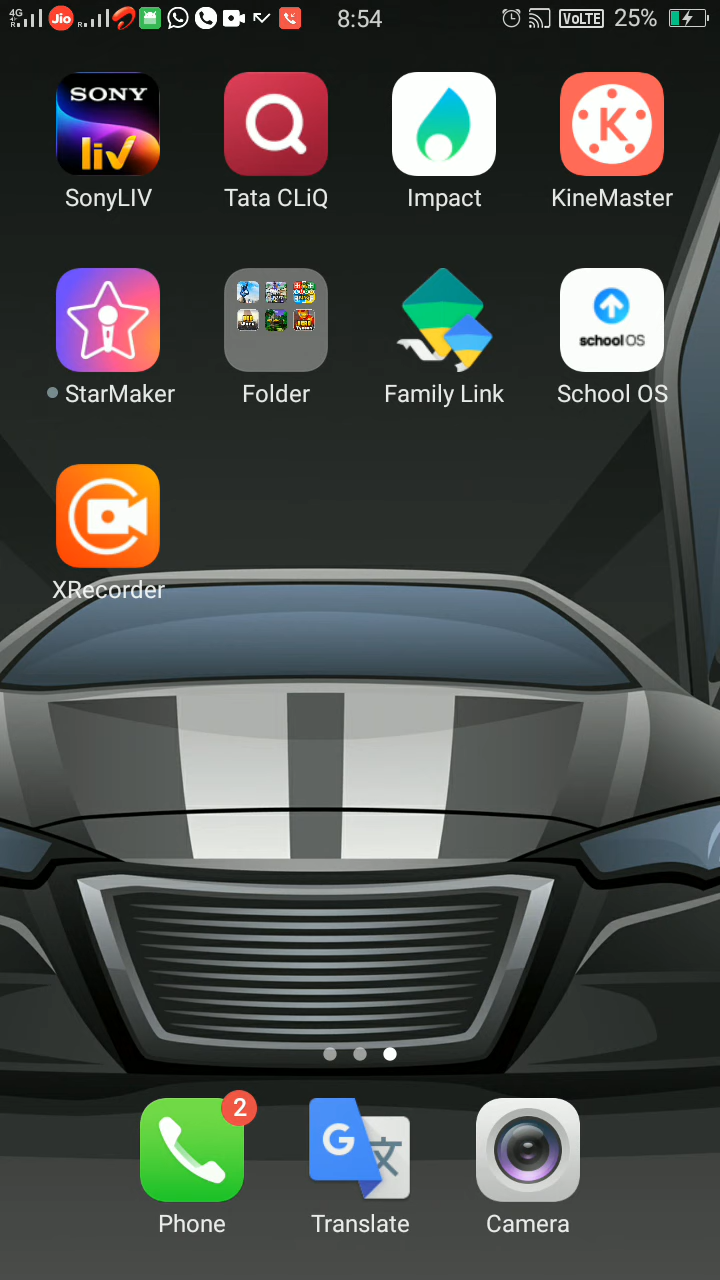 4G
R
Jio
R
8:54
VoLTE
25%
SONY
liv
K
SonyLIV
Tata CLiQ
Impact
KineMaster
school OS
StarMaker
Folder
Family Link
School OS
XRecorder
2
G
文
Phone
Translate
Camera